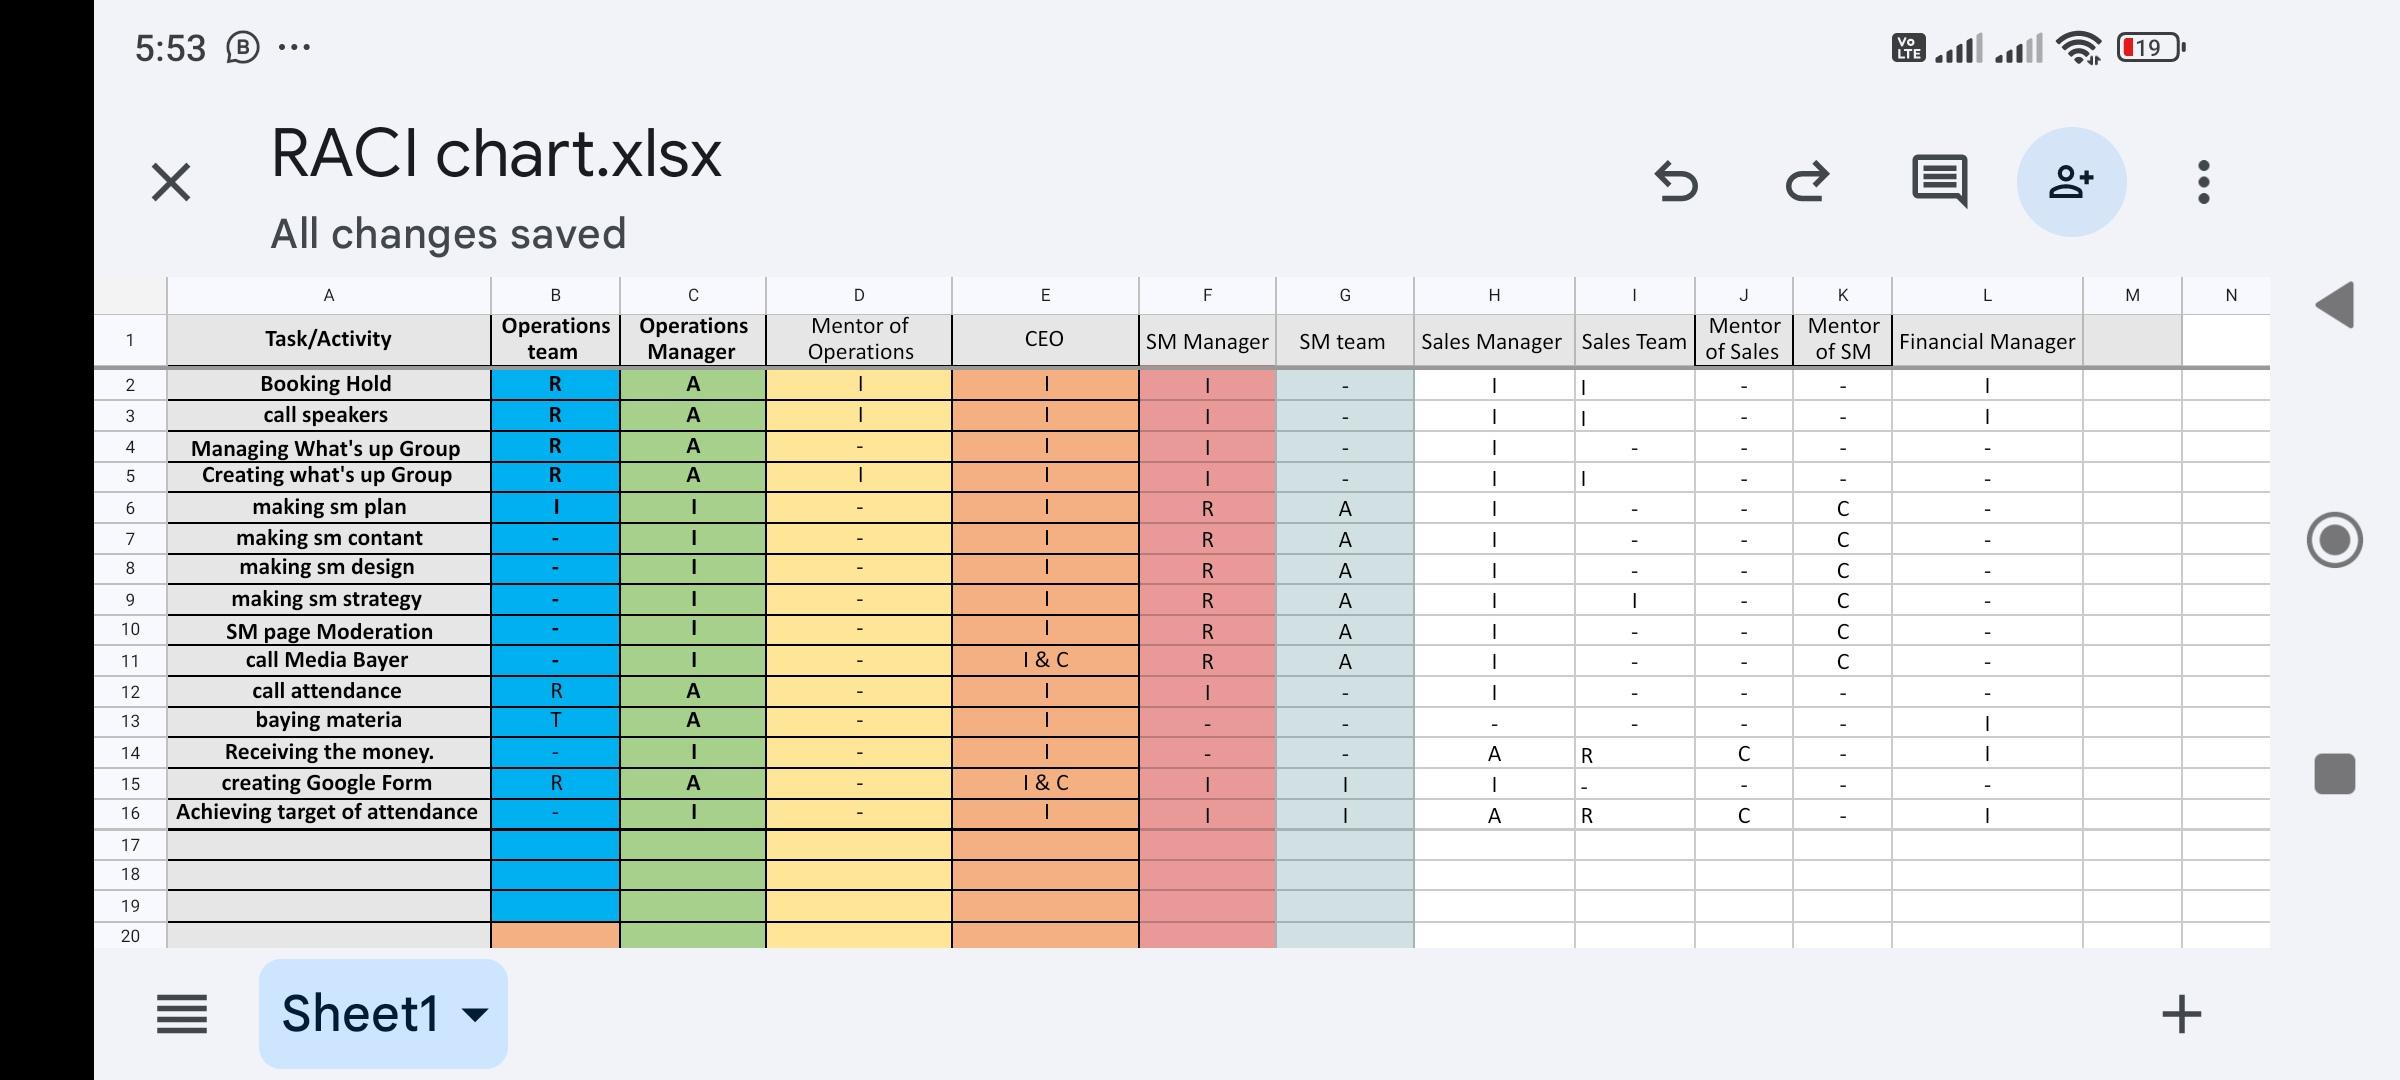 5:53 B ...
Vo LTE 19
RACI chart.xlsx
All changes saved
A B C D E F G H I J K L M N
1 Task/Activity Operations team Operations Manager Mentor of Operations CEO SM Manager SM team Sales Manager Sales Team Mentor of Sales Mentor of SM Financial Manager
2 Booking Hold R A I I I - I I - - I
3 call speakers R A I I I - I I - - I
4 Managing What's up Group R A - I I - I - - - -
5 Creating what's up Group R A I I I - I I - - -
6 making sm plan I I - I R A I - - C -
7 making sm contant - I - I R A I - - C -
8 making sm design - I - I R A I - - C -
9 making sm strategy - I - I R A I I - C -
10 SM page Moderation - I - I R A I - - C -
11 call Media Bayer - I - I & C R A I - - C -
12 call attendance R A - I I - I - - - -
13 baying materia T A - I - - - - - - I
14 Receiving the money. - I - I - - A R C - I
15 creating Google Form R A - I & C I I I - - - -
16 Achieving target of attendance - I - I I I A R C - I
17
18
19
20
Sheet1